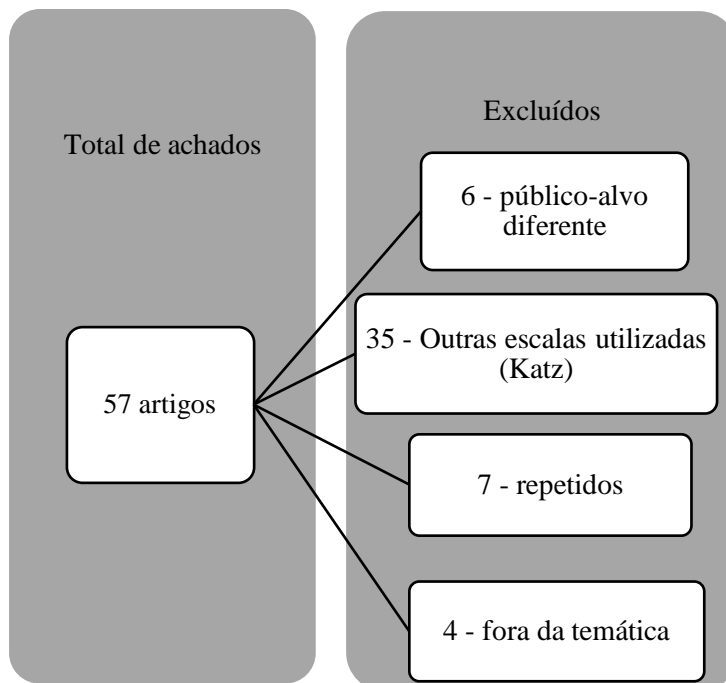 Total de achados
57 artigos
Excluídos
6 - público-alvo
diferente
35 - Outras escalas utilizadas
(Katz)
7 - repetidos
4 - fora da temática